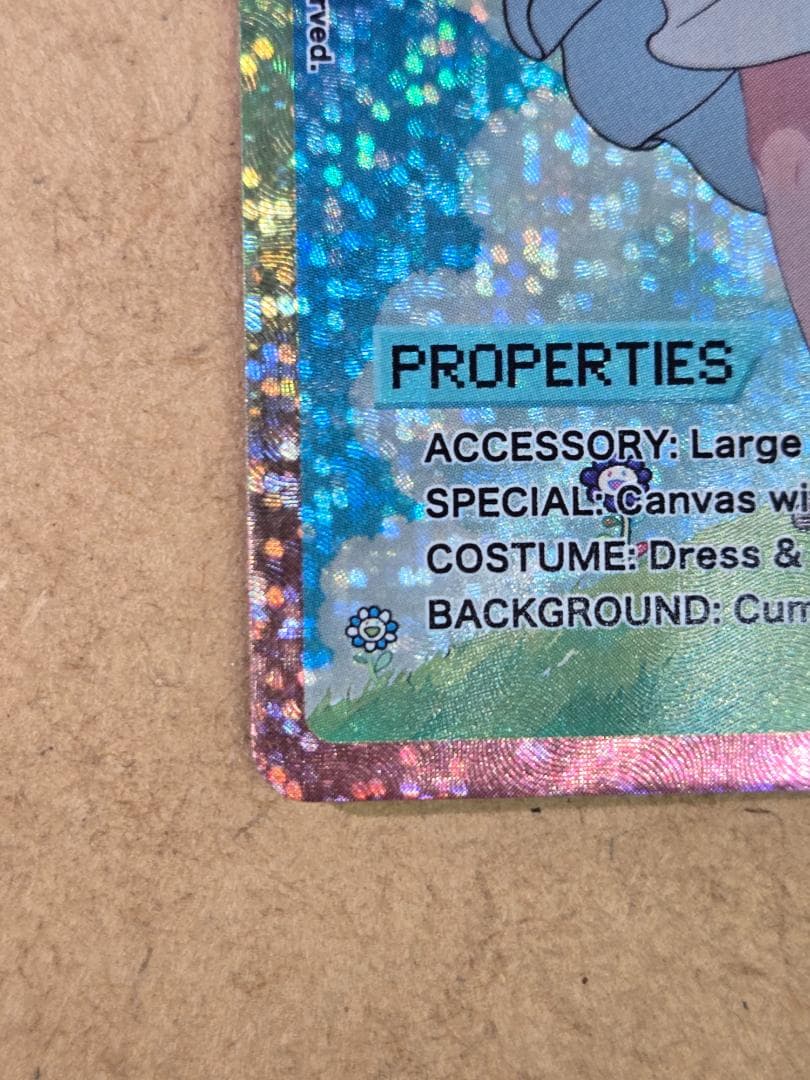 rved.
PROPERTIES
ACCESSORY: Large
SPECIAL: Canvas wi
COSTUME: Dress &
BACKGROUND: Cum